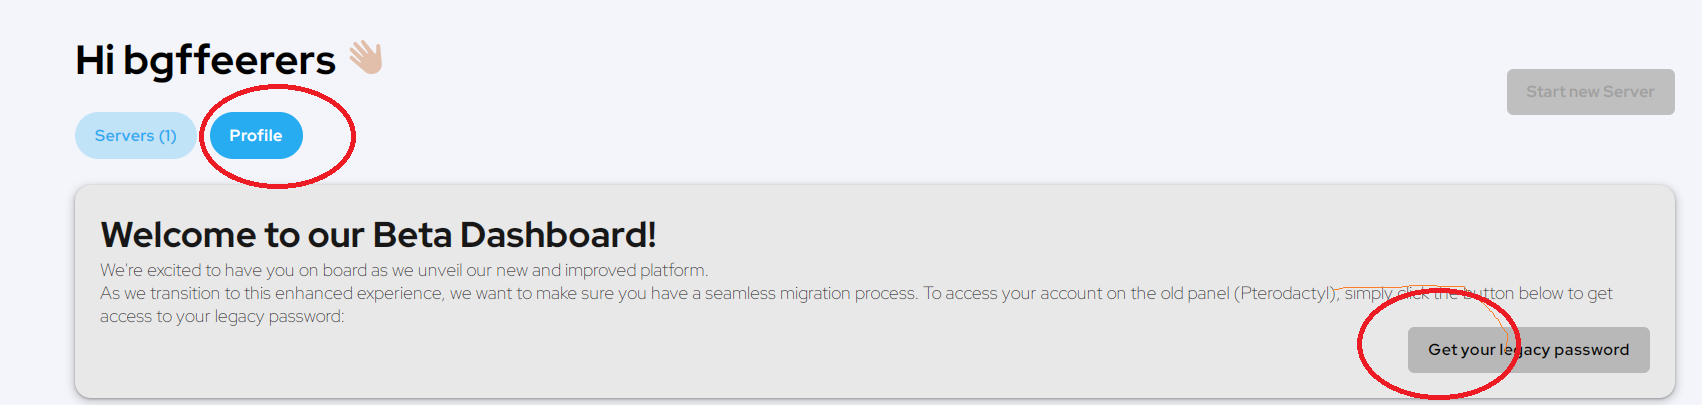 Hi bgffeerers 👋
Start new Server
Servers (1)
Profile
Welcome to our Beta Dashboard!
We're excited to have you on board as we unveil our new and improved platform.
As we transition to this enhanced experience, we want to make sure you have a seamless migration process. To access your account on the old panel (Pterodactyl), simply click the button below to get
access to your legacy password:
Get your legacy password